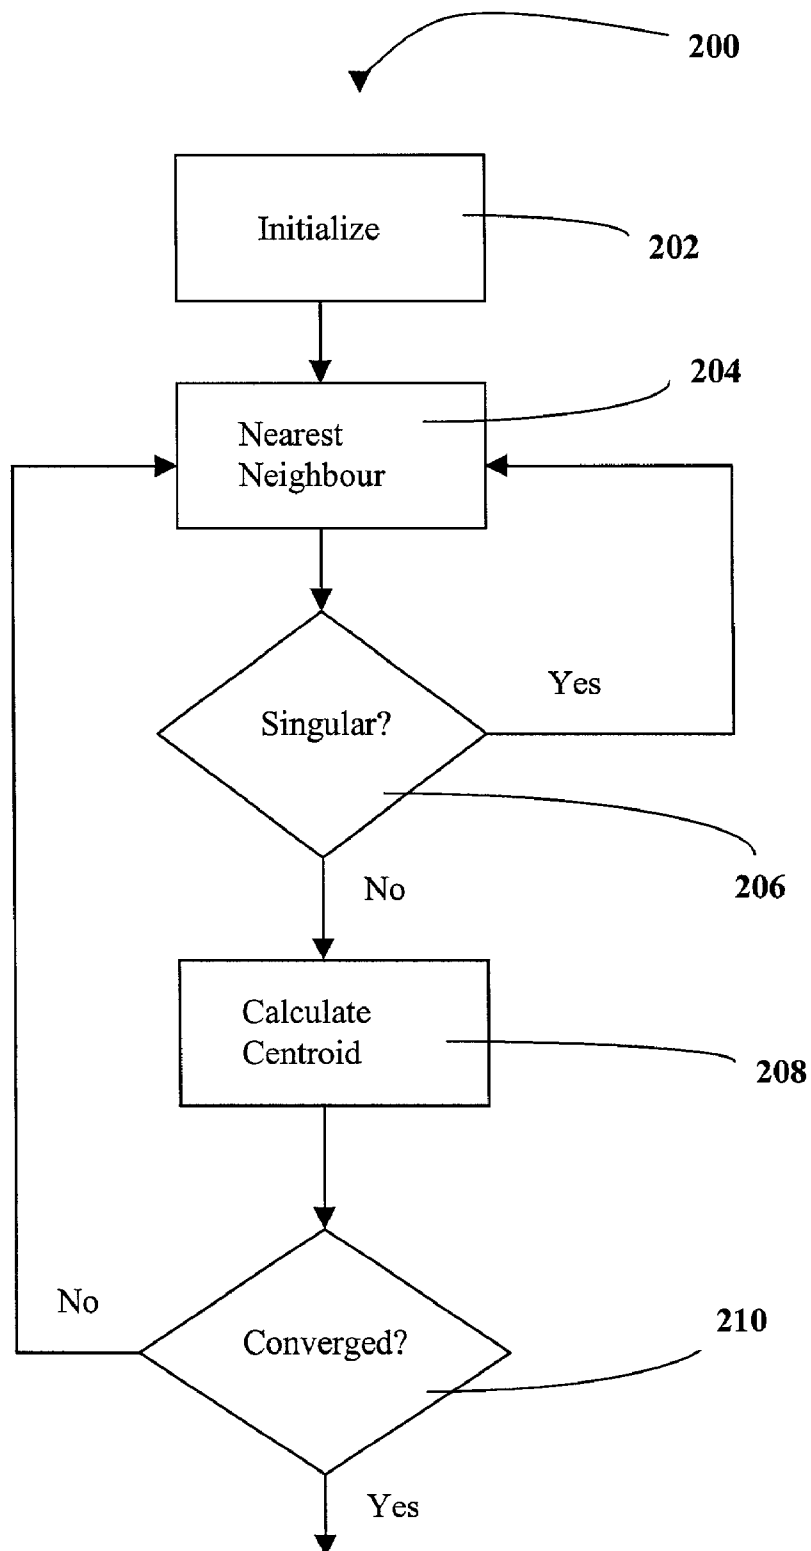 200
Initialize
202
204
Nearest
Neighbour
Yes
Singular?
206
No
Calculate
Centroid
208
No
Converged?
210
Yes